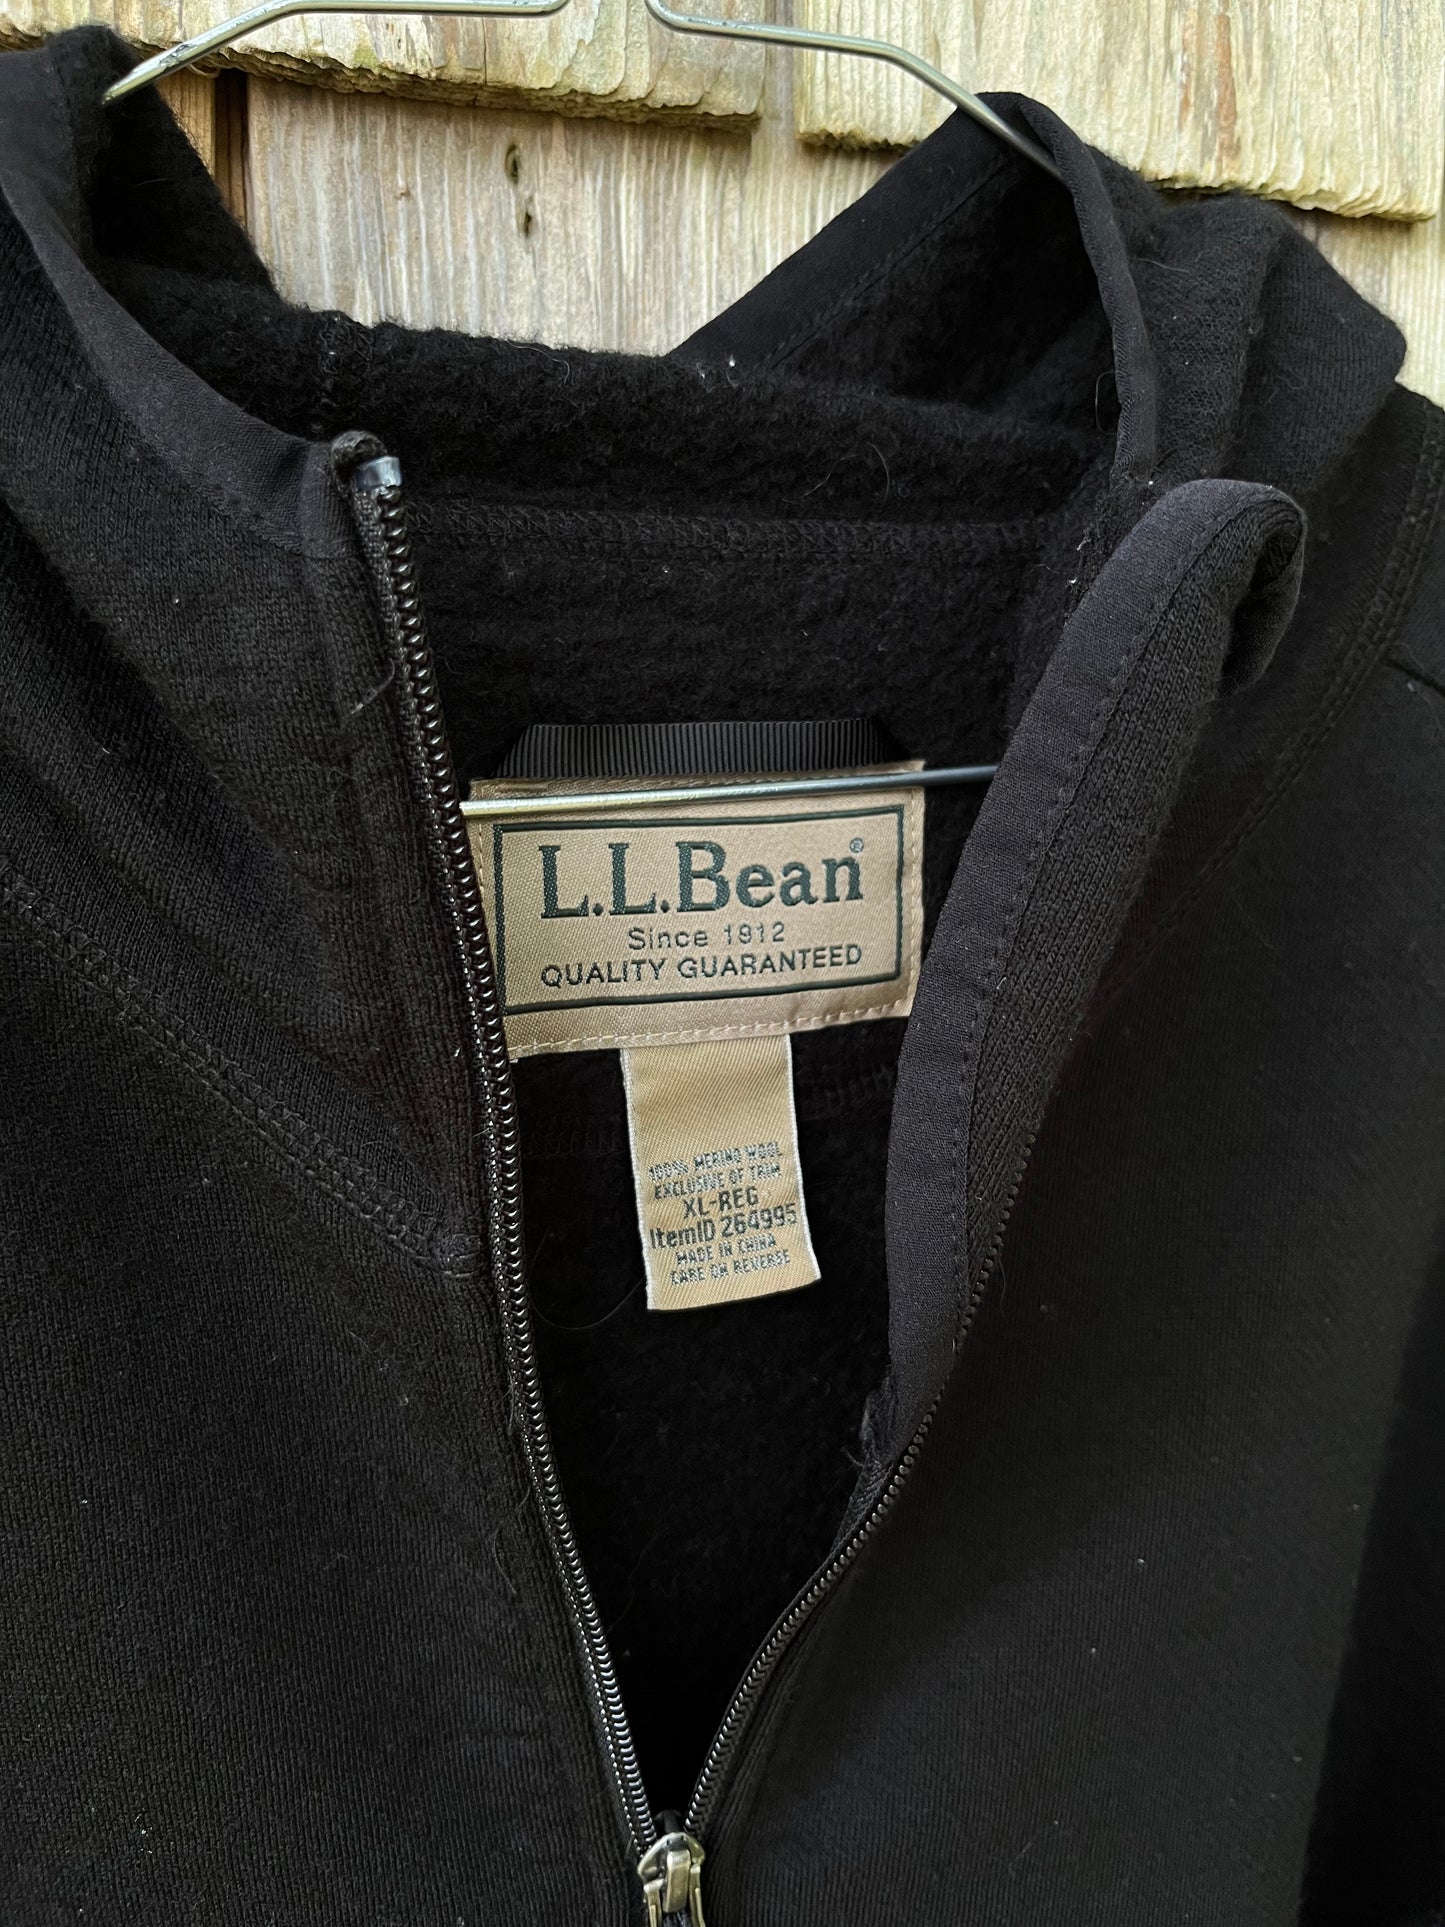 L.L.Bean®
Since 1912
QUALITY GUARANTEED
100% MERINO WOOL
EXCLUSIVE OF TRIM
XL-REG
ItemID 264995
MADE IN CHINA
CARE ON REVERSE